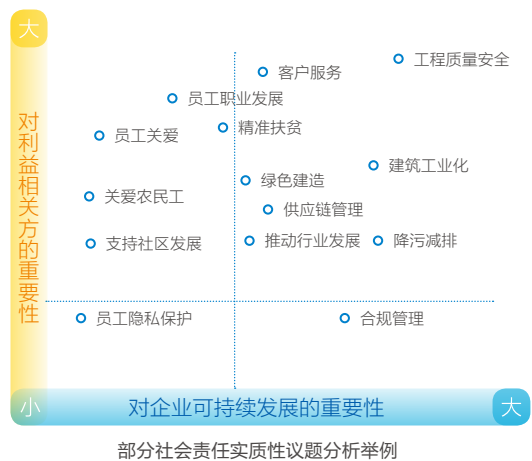 大
对利益相关方的重要性
工程质量安全
客户服务
员工职业发展
精准扶贫
员工关爱
建筑工业化
绿色建造
关爱农民工
供应链管理
推动行业发展
降污减排
支持社区发展
员工隐私保护
合规管理
小
对企业可持续发展的重要性
大
部分社会责任实质性议题分析举例